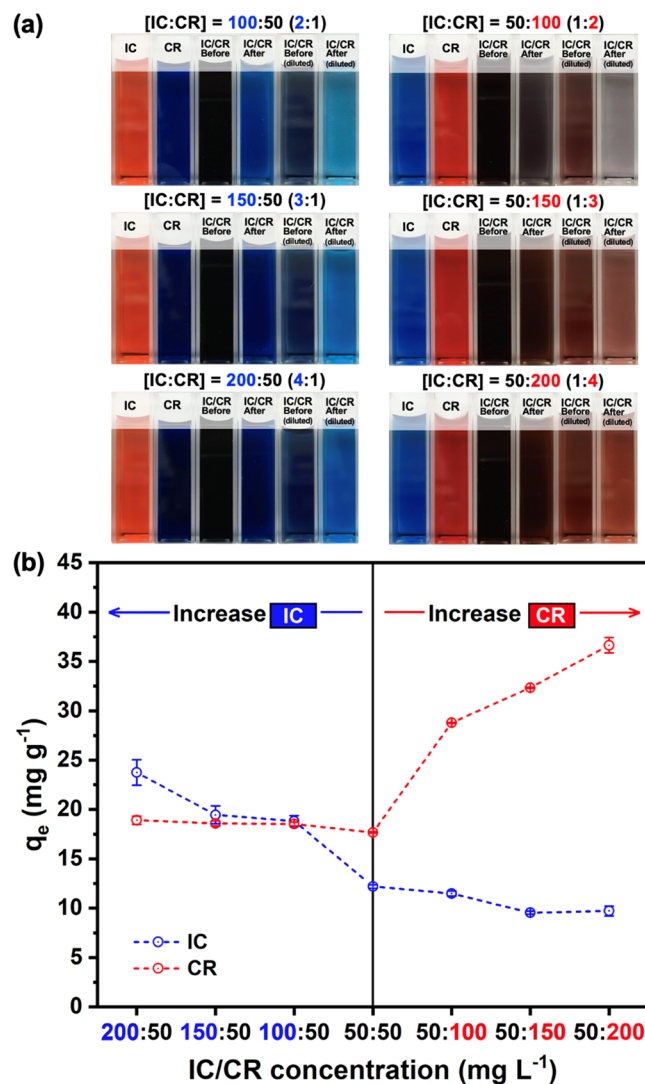 (a)
[IC:CR] = 100:50 (2:1)
IC CR IC/CR Before IC/CR After IC/CR Before (diluted) IC/CR After (diluted)
[IC:CR] = 50:100 (1:2)
IC CR IC/CR Before IC/CR After IC/CR Before (diluted) IC/CR After (diluted)
[IC:CR] = 150:50 (3:1)
IC CR IC/CR Before IC/CR After IC/CR Before (diluted) IC/CR After (diluted)
[IC:CR] = 50:150 (1:3)
IC CR IC/CR Before IC/CR After IC/CR Before (diluted) IC/CR After (diluted)
[IC:CR] = 200:50 (4:1)
IC CR IC/CR Before IC/CR After IC/CR Before (diluted) IC/CR After (diluted)
[IC:CR] = 50:200 (1:4)
IC CR IC/CR Before IC/CR After IC/CR Before (diluted) IC/CR After (diluted)
(b)
45
40
35
30
25
20
15
10
5
0
qₑ (mg g⁻¹)
Increase IC
Increase CR
IC
CR
200:50 150:50 100:50 50:50 50:100 50:150 50:200
IC/CR concentration (mg L⁻¹)